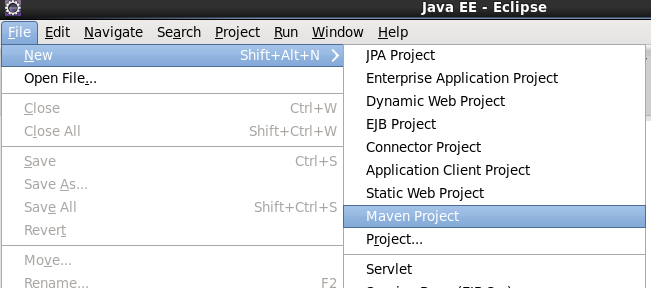 Java EE - Eclipse
File Edit Navigate Search Project Run Window Help
New Shift+Alt+N
Open File...
Close Ctrl+W
Close All Shift+Ctrl+W
Save Ctrl+S
Save As...
Save All Shift+Ctrl+S
Revert
Move...
Rename... F2
JPA Project
Enterprise Application Project
Dynamic Web Project
EJB Project
Connector Project
Application Client Project
Static Web Project
Maven Project
Project...
Servlet